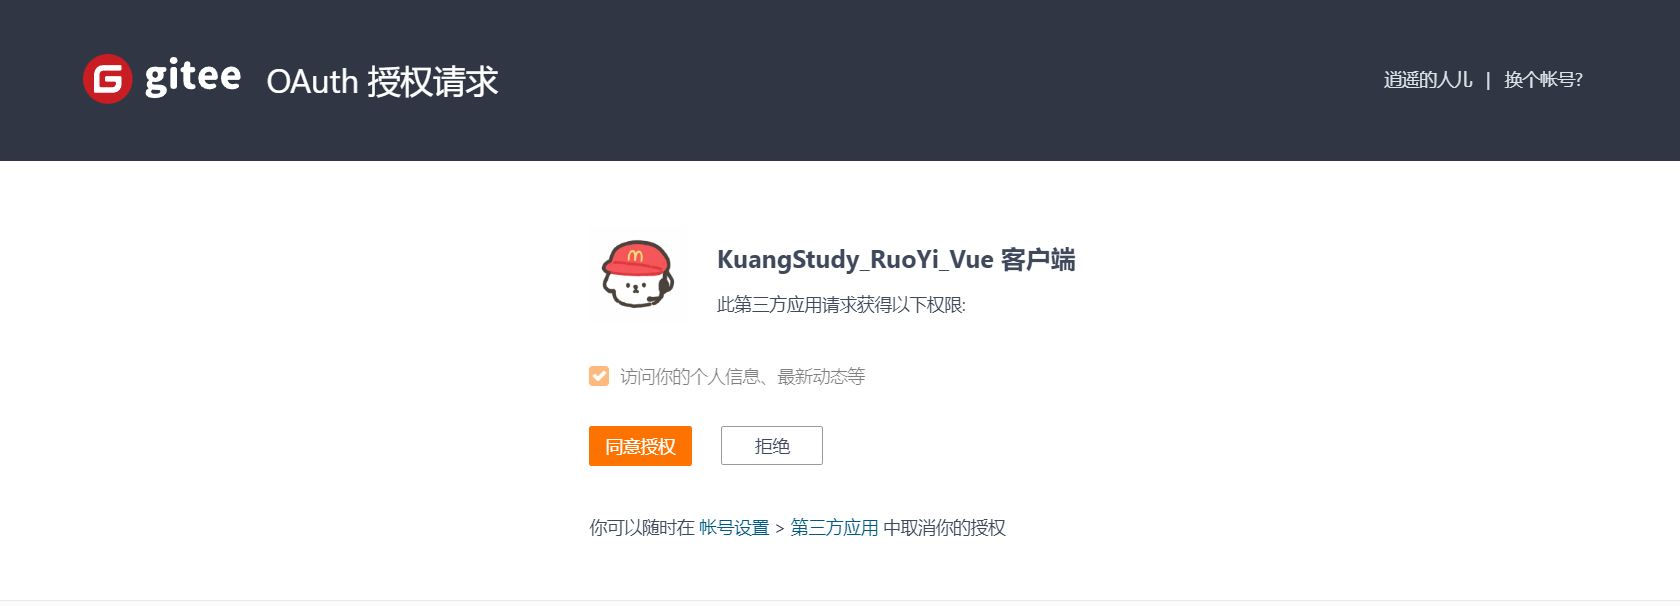 gitee OAuth 授权请求
逍遥的人儿 | 换个帐号?
KuangStudy_RuoYi_Vue 客户端
此第三方应用请求获得以下权限:
访问你的个人信息、最新动态等
同意授权 拒绝
你可以随时在 帐号设置 > 第三方应用 中取消你的授权